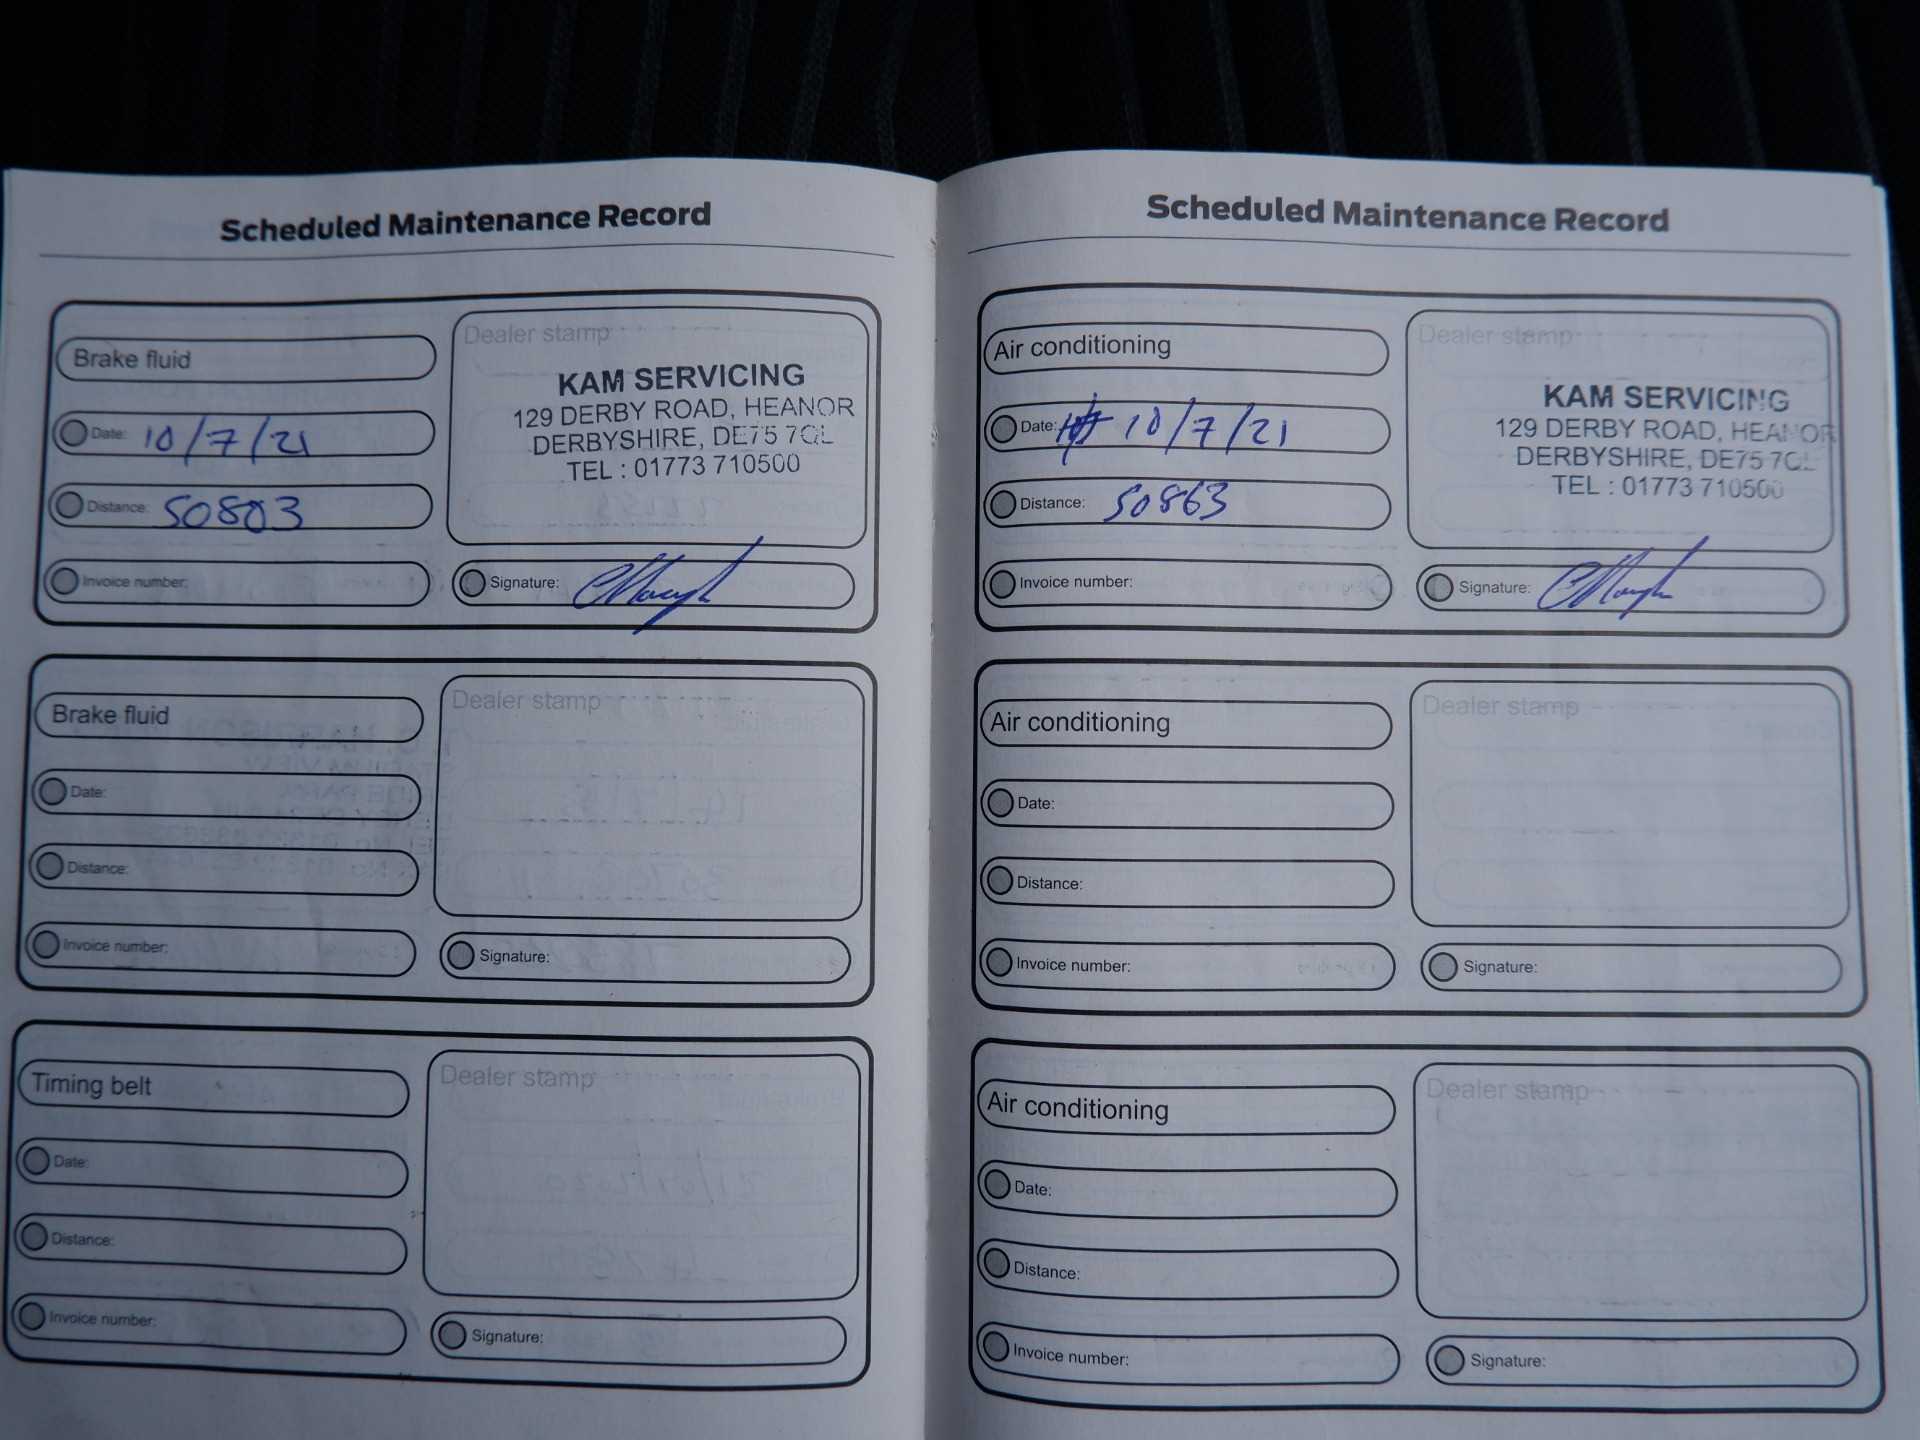 Scheduled Maintenance Record
Brake fluid
Date: 10/7/21
Distance: 50803
Invoice number:
Dealer stamp
KAM SERVICING
129 DERBY ROAD, HEANOR
DERBYSHIRE, DE75 7QL
TEL : 01773 710500
Signature:
Brake fluid
Date:
Distance:
Invoice number:
Dealer stamp
Signature:
Timing belt
Date:
Distance:
Invoice number:
Dealer stamp
Signature:
Scheduled Maintenance Record
Air conditioning
Date: 10/7/21
Distance: 50863
Invoice number:
Dealer stamp
KAM SERVICING
129 DERBY ROAD, HEANOR
DERBYSHIRE, DE75 7QL
TEL : 01773 710500
Signature:
Air conditioning
Date:
Distance:
Invoice number:
Dealer stamp
Signature:
Air conditioning
Date:
Distance:
Invoice number:
Dealer stamp
Signature: